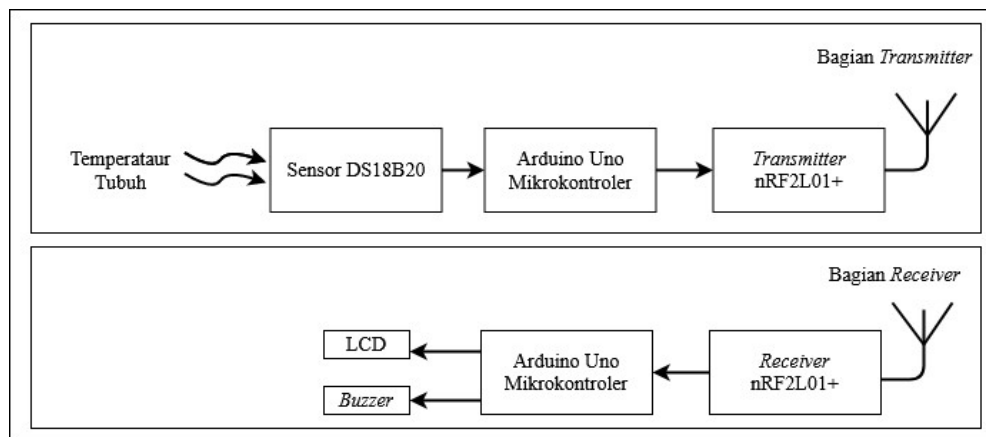 Bagian Transmitter
Temperataur
Tubuh
Sensor DS18B20
Arduino Uno
Mikrokontroler
Transmitter
nRF2L01+
Bagian Receiver
LCD
Buzzer
Arduino Uno
Mikrokontroler
Receiver
nRF2L01+